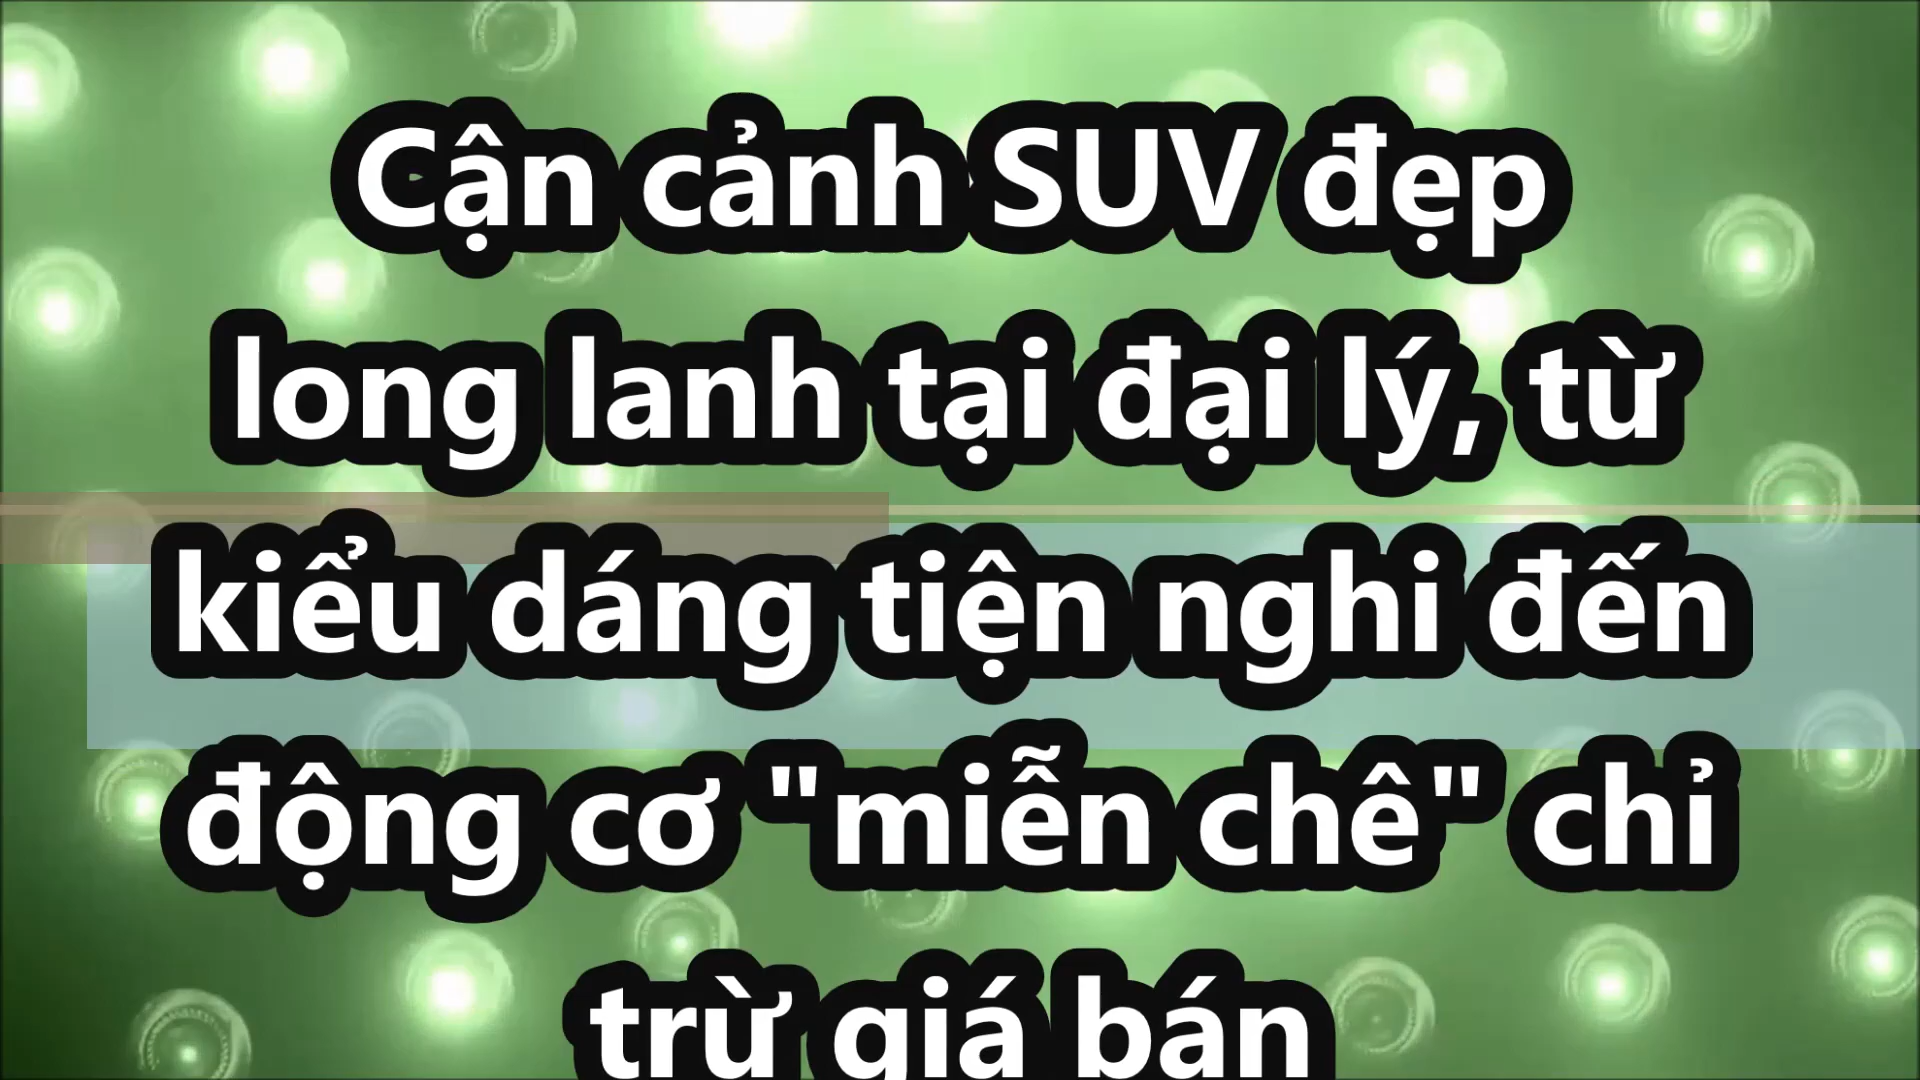 Cận cảnh SUV đẹp
long lanh tại đại lý, từ
kiểu dáng tiện nghi đến
động cơ "miễn chê" chỉ
trừ giá bán